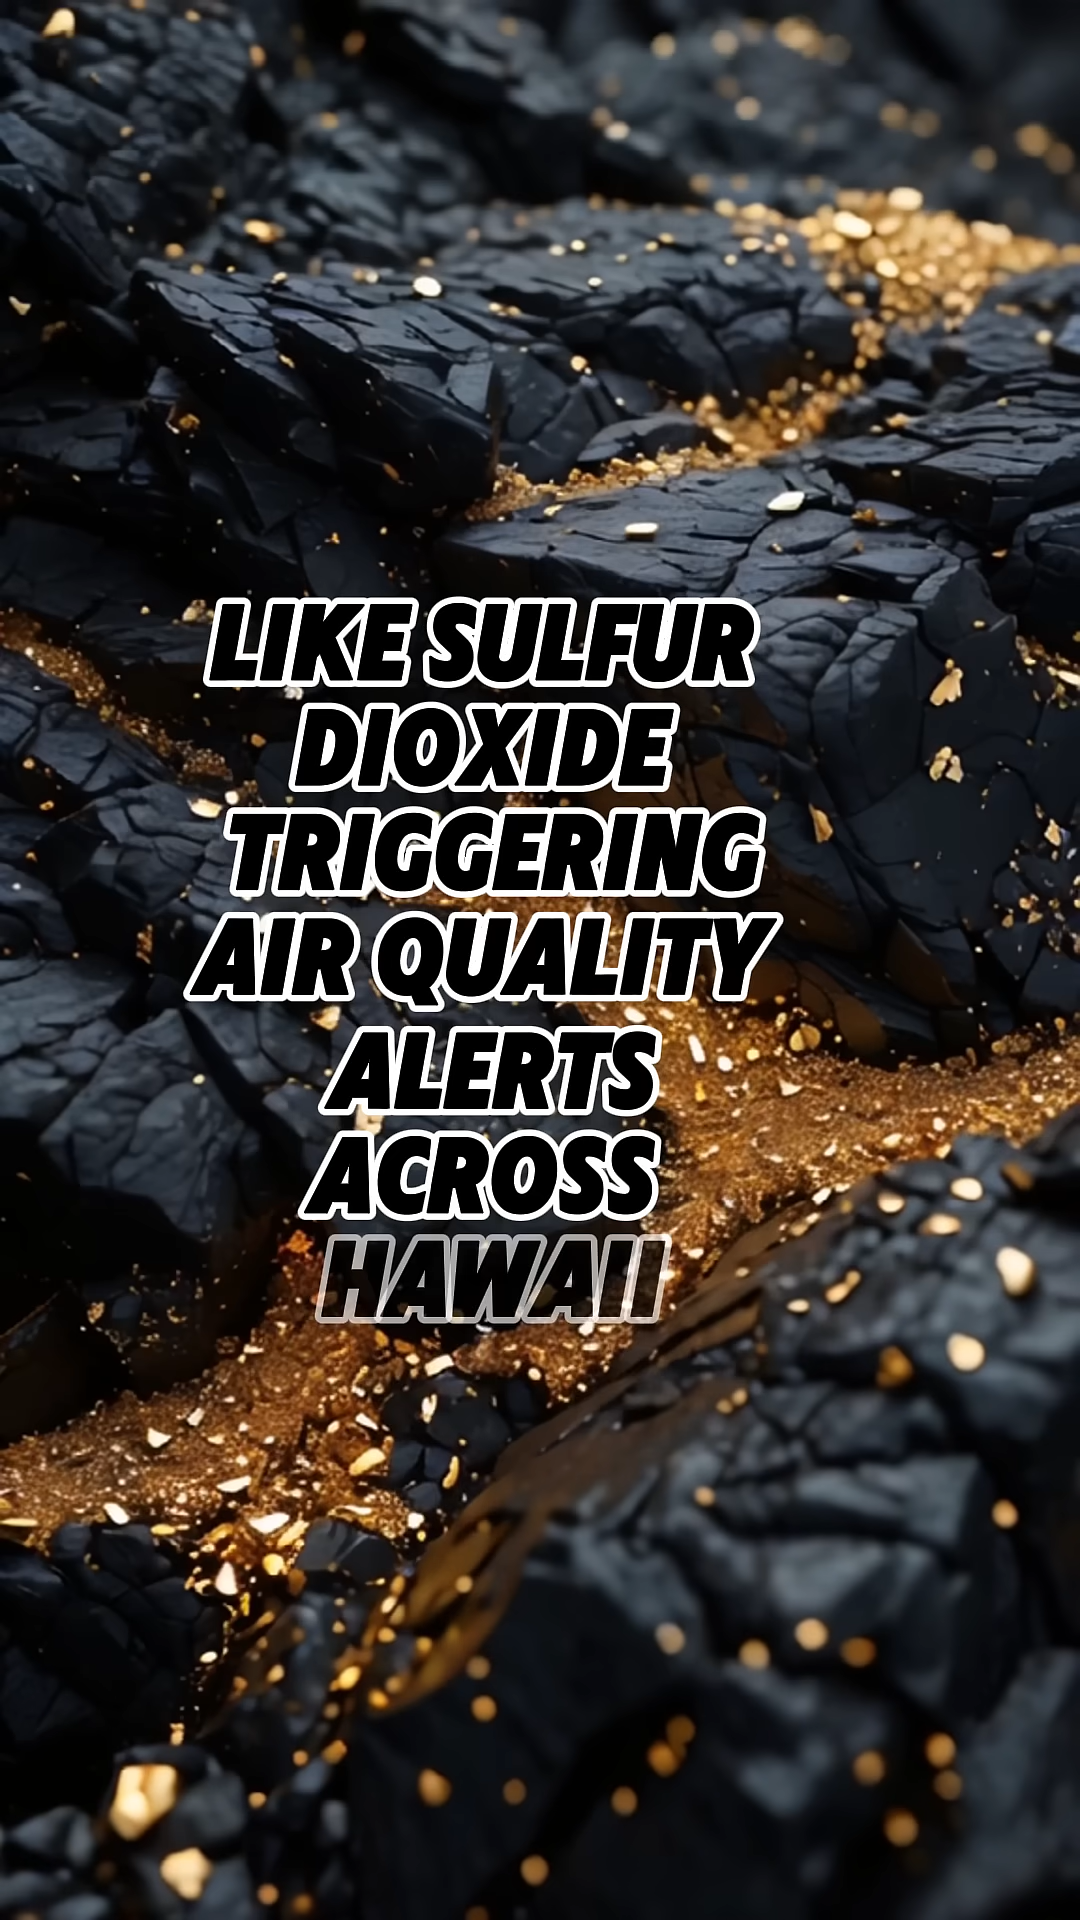 LIKE SULFUR
DIOXIDE
TRIGGERING
AIR QUALITY
ALERTS
ACROSS
HAWAII